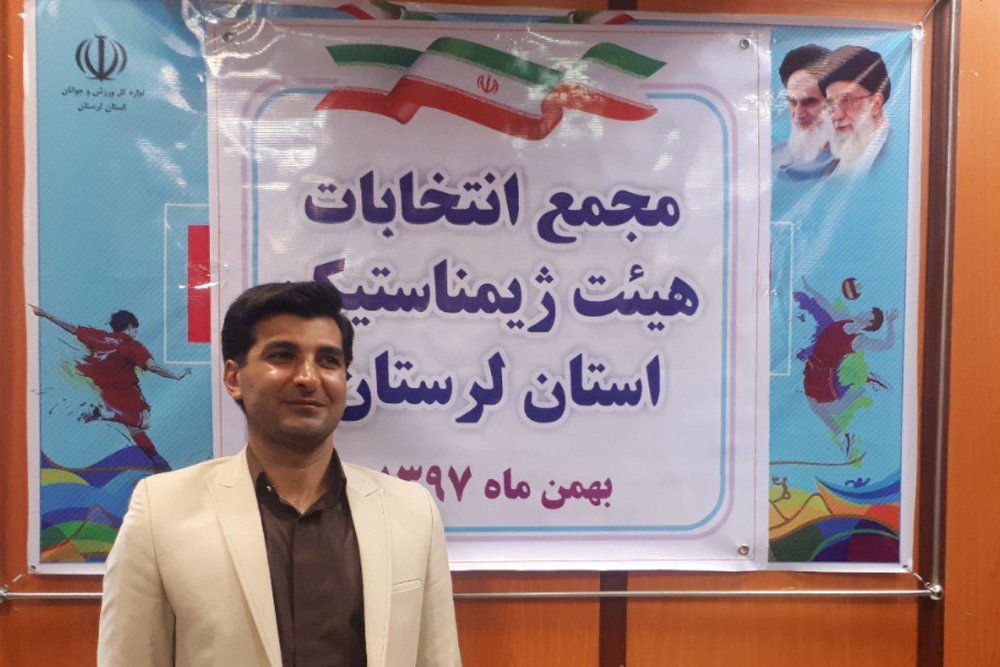 اداره کل ورزش و جوانان
استان لرستان
مجمع انتخابات
هیئت ژیمناستیک
استان لرستان
بهمن ماه ۱۳۹۷